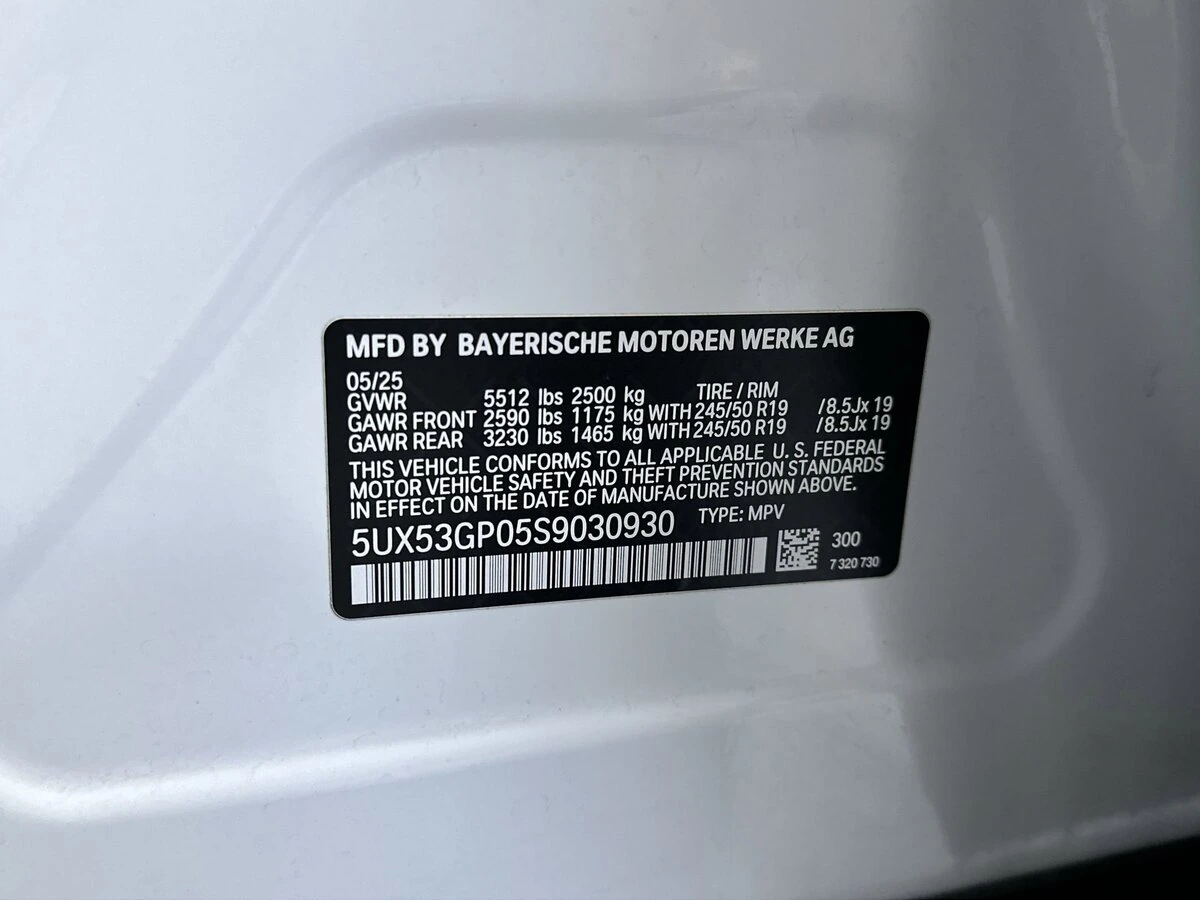 MFD BY BAYERISCHE MOTOREN WERKE AG
05/25
GVWR 5512 lbs 2500 kg TIRE / RIM
GAWR FRONT 2590 lbs 1175 kg WITH 245/50 R19 /8.5Jx 19
GAWR REAR 3230 lbs 1465 kg WITH 245/50 R19 /8.5Jx 19
THIS VEHICLE CONFORMS TO ALL APPLICABLE U. S. FEDERAL
MOTOR VEHICLE SAFETY AND THEFT PREVENTION STANDARDS
IN EFFECT ON THE DATE OF MANUFACTURE SHOWN ABOVE.
5UX53GP05S9030930 TYPE: MPV
300
7 320 730